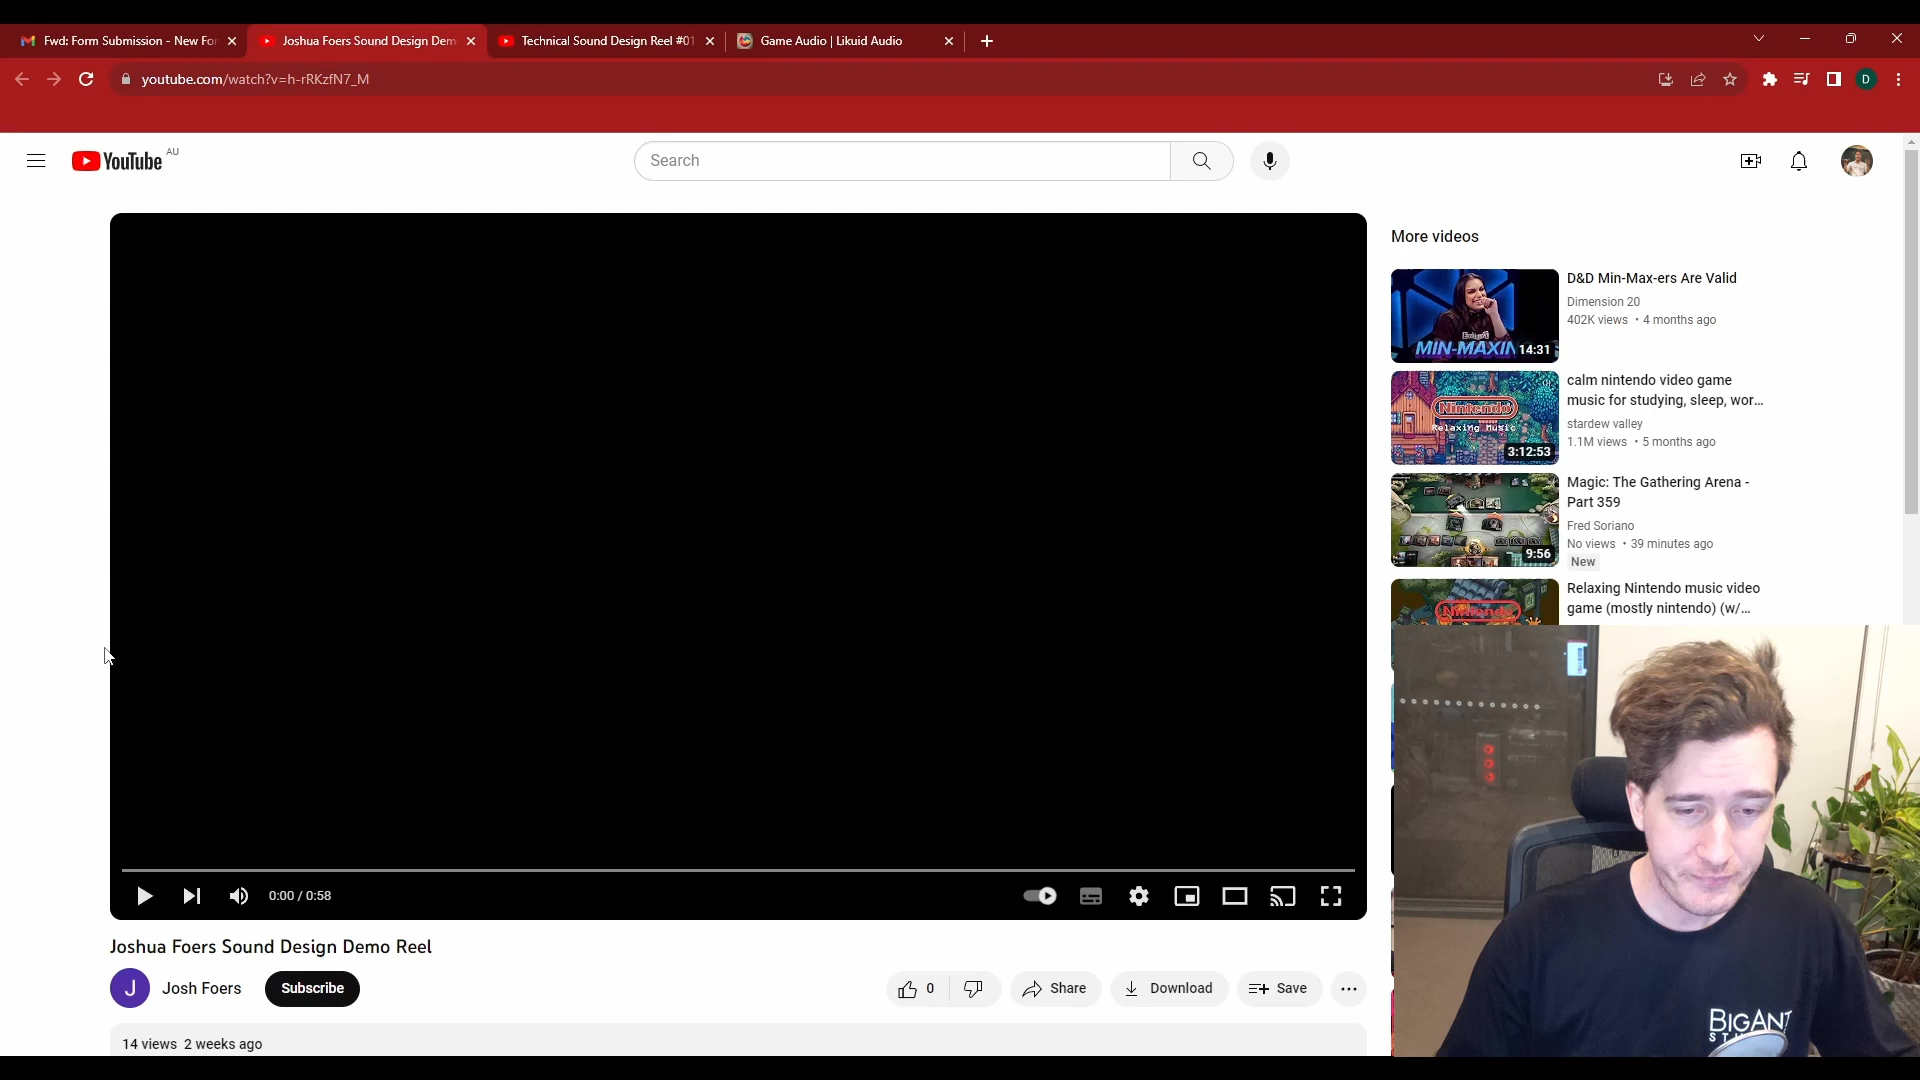 Fwd: Form Submission - New For
Joshua Foers Sound Design Dem
Technical Sound Design Reel #01
Game Audio | Likuid Audio
youtube.com/watch?v=h-rRKzfN7_M
D
YouTube AU
Search
More videos
MIN-MAXIN
14:31
D&D Min-Max-ers Are Valid
Dimension 20
402K views • 4 months ago
Nintendo
Relaxing Music
3:12:53
calm nintendo video game
music for studying, sleep, wor...
stardew valley
1.1M views • 5 months ago
9:56
Magic: The Gathering Arena -
Part 359
Fred Soriano
No views • 39 minutes ago
New
Nintendo
Relaxing Nintendo music video
game (mostly nintendo) (w/...
0:00 / 0:58
Joshua Foers Sound Design Demo Reel
J
Josh Foers
Subscribe
0
Share
Download
Save
14 views 2 weeks ago
BIGANT